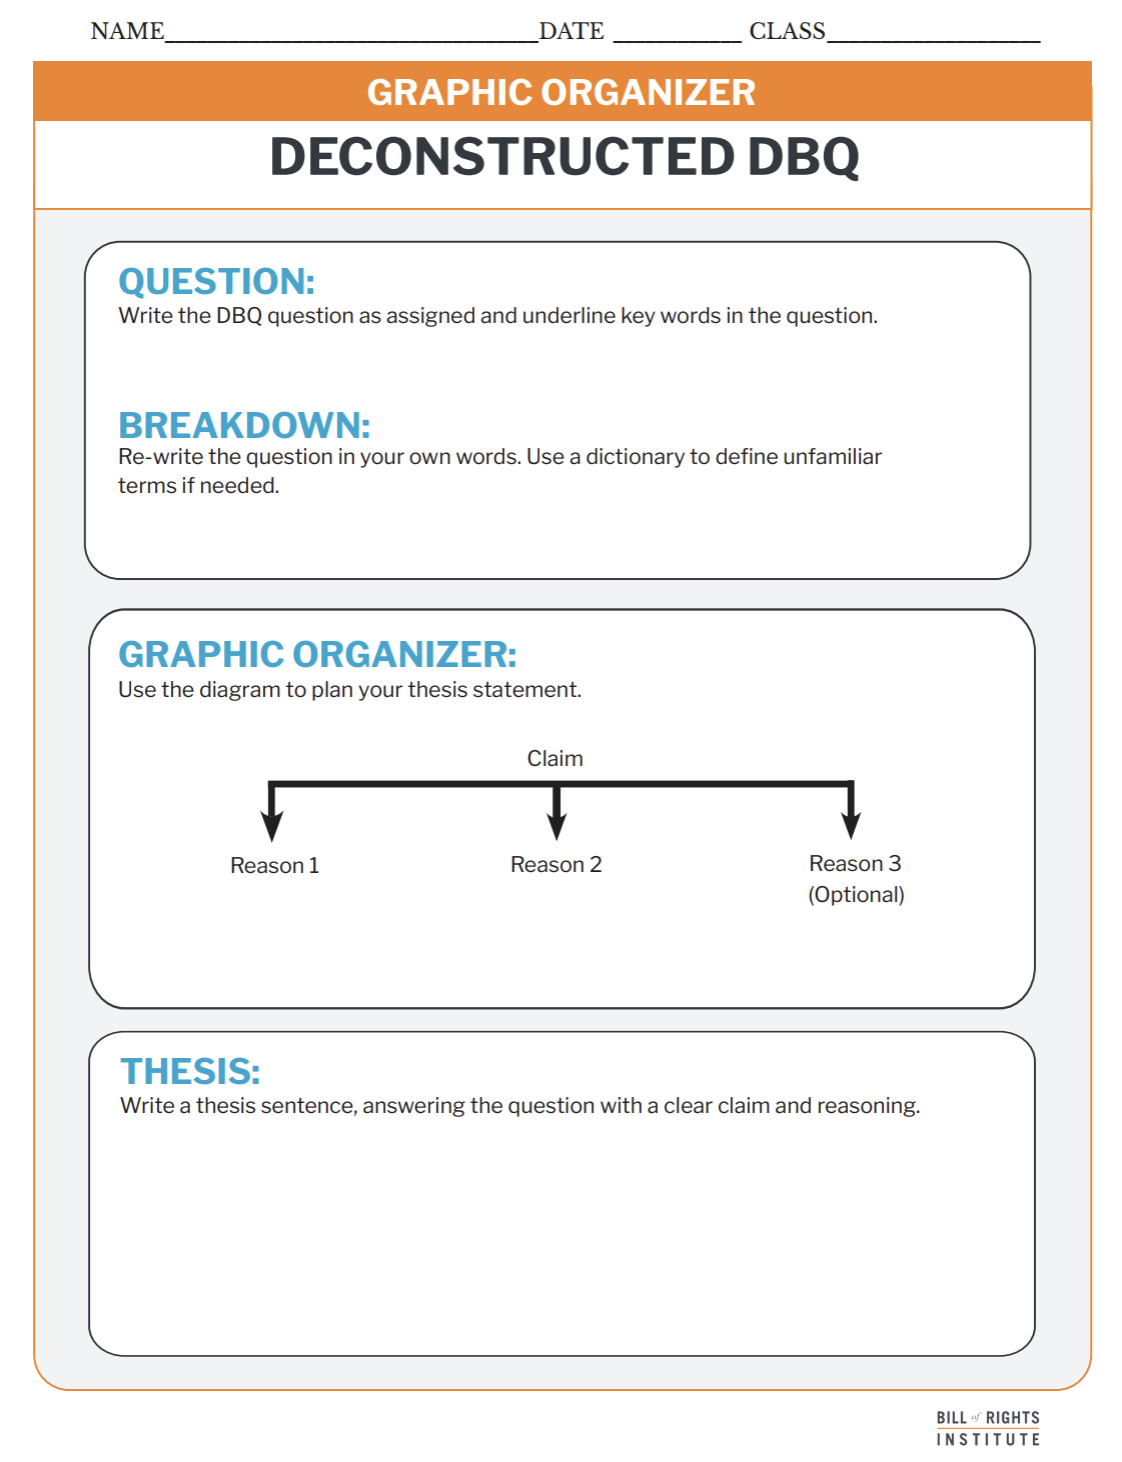 NAME___________________________________DATE ____________ CLASS____________________
GRAPHIC ORGANIZER
DECONSTRUCTED DBQ
QUESTION:
Write the DBQ question as assigned and underline key words in the question.
BREAKDOWN:
Re-write the question in your own words. Use a dictionary to define unfamiliar
terms if needed.
GRAPHIC ORGANIZER:
Use the diagram to plan your thesis statement.
Claim
Reason 1
Reason 2
Reason 3
(Optional)
THESIS:
Write a thesis sentence, answering the question with a clear claim and reasoning.
BILL of RIGHTS
INSTITUTE